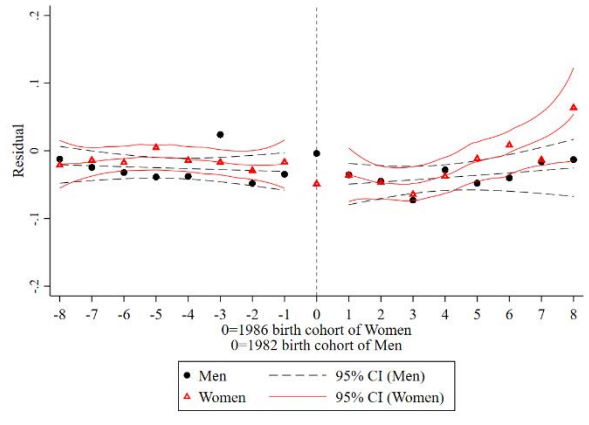 .2
.1
0
-.1
-.2
Residual
-8 -7 -6 -5 -4 -3 -2 -1 0 1 2 3 4 5 6 7 8
0=1986 birth cohort of Women
0=1982 birth cohort of Men
Men 95% CI (Men)
Women 95% CI (Women)